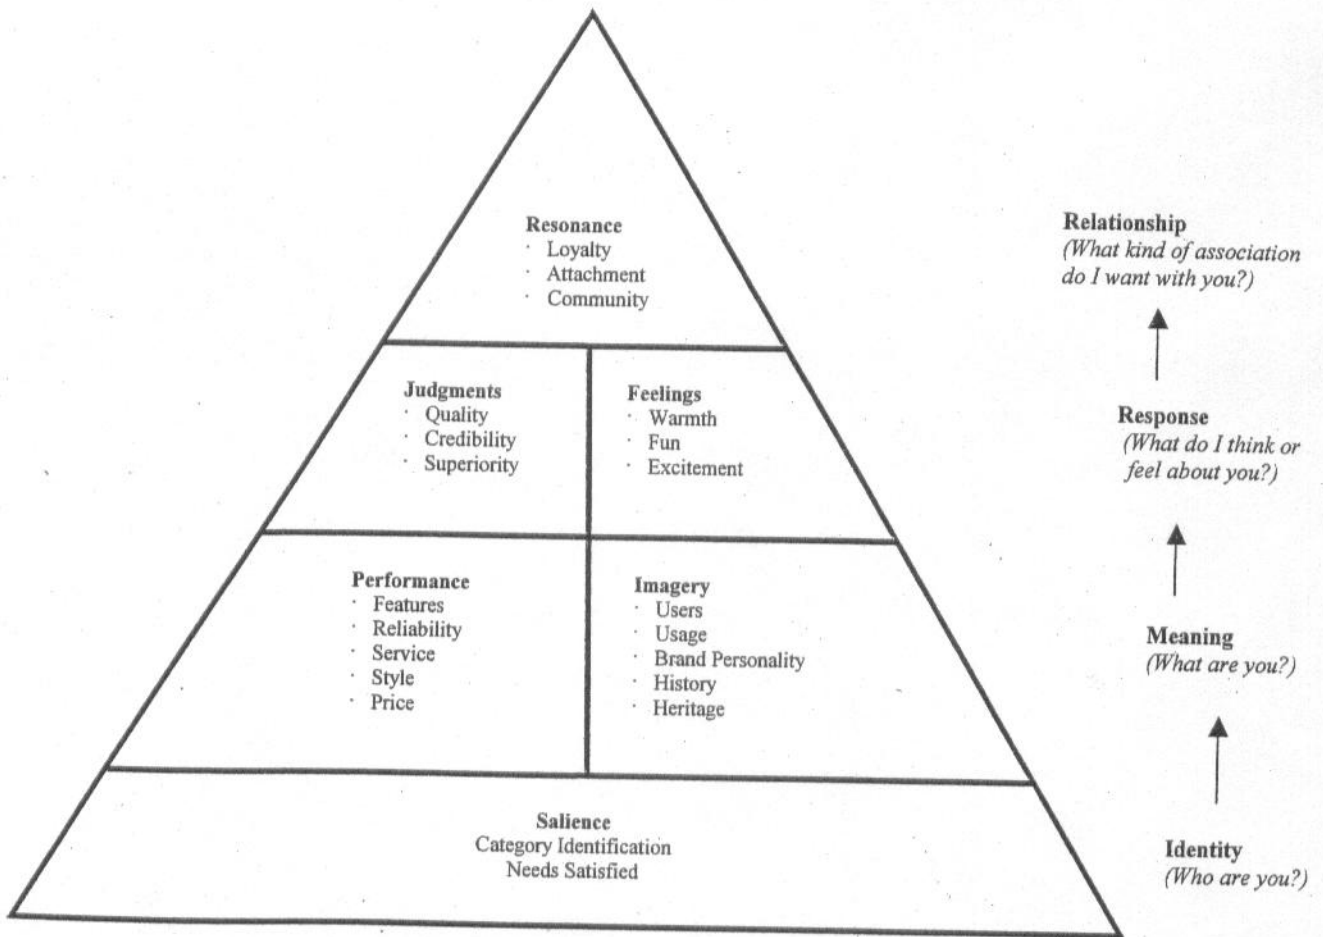 Resonance
· Loyalty
· Attachment
· Community
Relationship
(What kind of association
do I want with you?)
Judgments
· Quality
· Credibility
· Superiority
Feelings
· Warmth
· Fun
· Excitement
Response
(What do I think or
feel about you?)
Performance
· Features
· Reliability
· Service
· Style
· Price
Imagery
· Users
· Usage
· Brand Personality
· History
· Heritage
Meaning
(What are you?)
Salience
Category Identification
Needs Satisfied
Identity
(Who are you?)